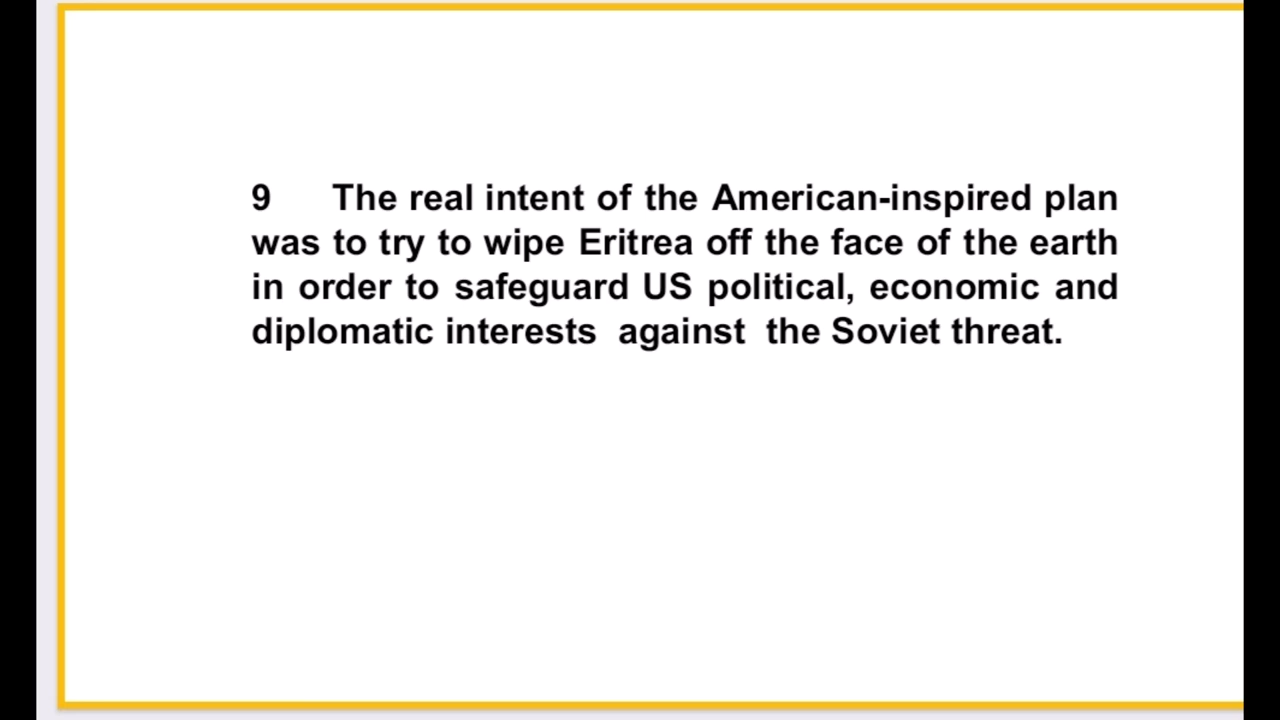 9 The real intent of the American-inspired plan
was to try to wipe Eritrea off the face of the earth
in order to safeguard US political, economic and
diplomatic interests against the Soviet threat.